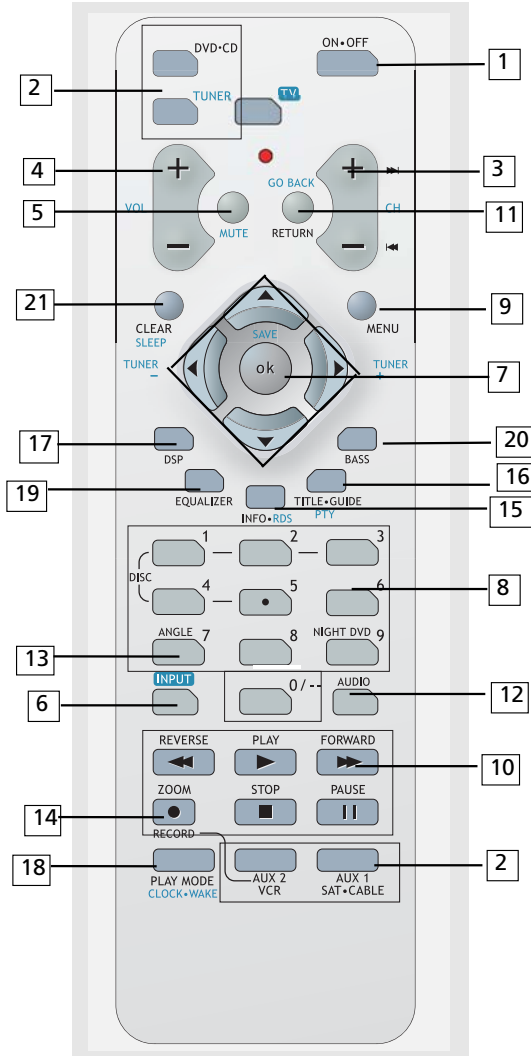 DVD•CD
ON•OFF
1
2
TUNER
TV
4
+
+
3
GO BACK
VOL
CH
5
11
MUTE
RETURN
–
–
21
9
CLEAR
MENU
SLEEP
SAVE
TUNER
–
TUNER
+
ok
7
17
20
DSP
BASS
19
16
EQUALIZER
TITLE•GUIDE
INFO•RDS
PTY
15
1
2
3
DISC
4
5
6
8
ANGLE
7
8
NIGHT DVD
9
13
INPUT
0 / --
AUDIO
6
12
REVERSE
PLAY
FORWARD
10
ZOOM
STOP
PAUSE
14
RECORD
18
2
PLAY MODE
AUX 2
AUX 1
CLOCK•WAKE
VCR
SAT•CABLE